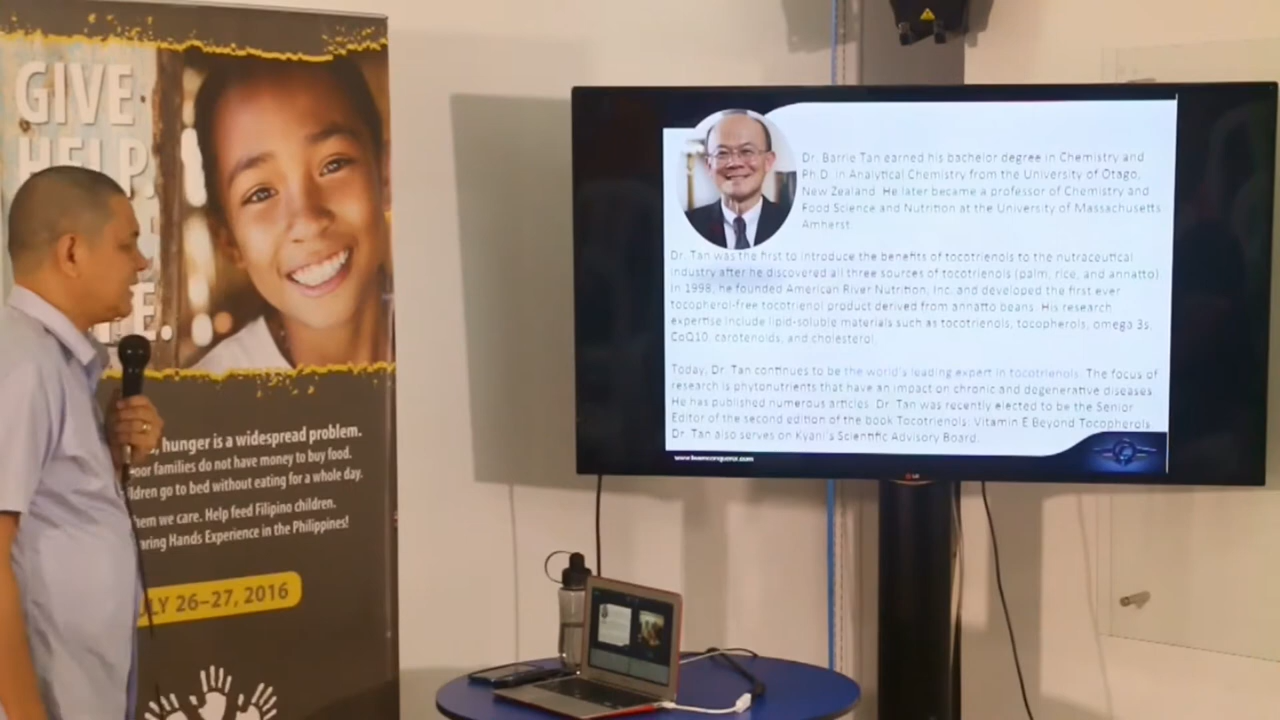 GIVE
HELP.
E.
, hunger is a widespread problem.
oor families do not have money to buy food.
ldren go to bed without eating for a whole day.
hem we care. Help feed Filipino children.
aring Hands Experience in the Philippines!
ULY 26–27, 2016
Dr. Barrie Tan earned his bachelor degree in Chemistry and
Ph.D. in Analytical Chemistry from the University of Otago,
New Zealand. He later became a professor of Chemistry and
Food Science and Nutrition at the University of Massachusetts
Amherst.
Dr. Tan was the first to introduce the benefits of tocotrienols to the nutraceutical
industry after he discovered all three sources of tocotrienols (palm, rice, and annatto)
In 1998, he founded American River Nutrition, Inc. and developed the first ever
tocopherol-free tocotrienol product derived from annatto beans. His research
expertise include lipid-soluble materials such as tocotrienols, tocopherols, omega 3s,
CoQ10, carotenoids, and cholesterol.
Today, Dr. Tan continues to be the world's leading expert in tocotrienols. The focus of
research is phytonutrients that have an impact on chronic and degenerative diseases.
He has published numerous articles. Dr. Tan was recently elected to be the Senior
Editor of the second edition of the book Tocotrienols: Vitamin E Beyond Tocopherols.
Dr. Tan also serves on Kyäni's Scientific Advisory Board.
www.teamconqueror.com
LG